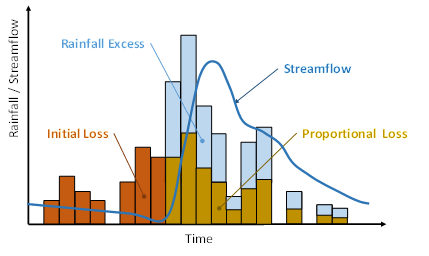 Rainfall / Streamflow
Rainfall Excess
Streamflow
Initial Loss
Proportional Loss
Time